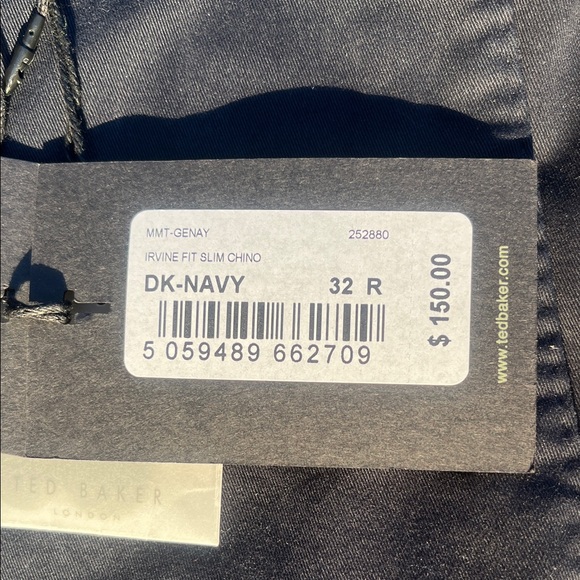 MMT-GENAY 252880
IRVINE FIT SLIM CHINO
DK-NAVY 32 R
5 059489 662709
$ 150.00
www.tedbaker.com
TED BAKER
LONDON